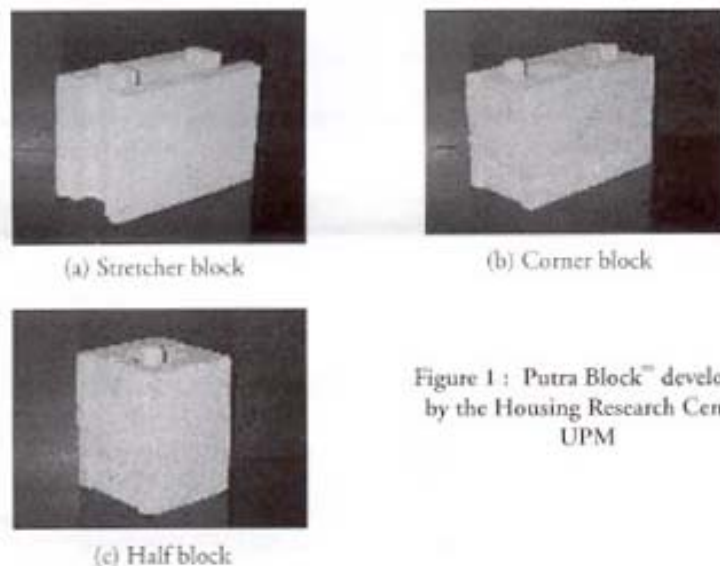 (a) Stretcher block
(b) Corner block
Figure 1 : Putra Block™ develo
by the Housing Research Cen
UPM
(c) Half block